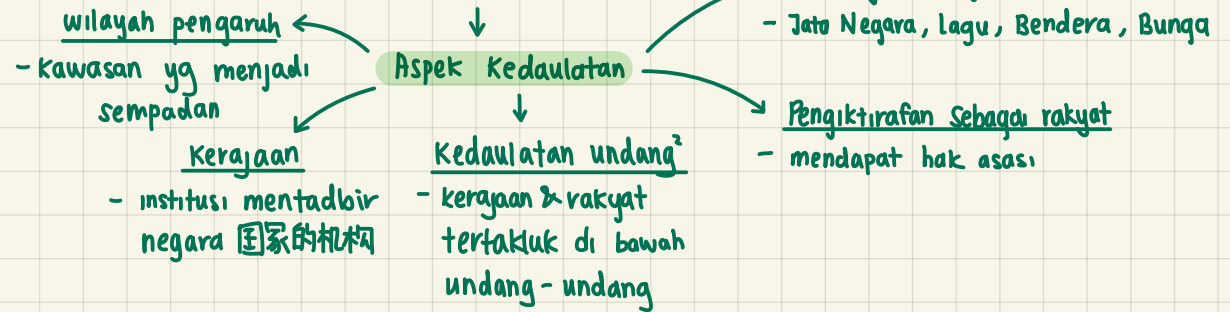 wilayah pengaruh
- Kawasan yg menjadi
sempadan
Aspek Kedaulatan
- Jata Negara, lagu, Bendera, Bunga
Pengiktirafan sebagai rakyat
- mendapat hak asasi
Kerajaan
- institusi mentadbir
negara 国家的机构
Kedaulatan undang²
- kerajaan & rakyat
tertakluk di bawah
undang-undang